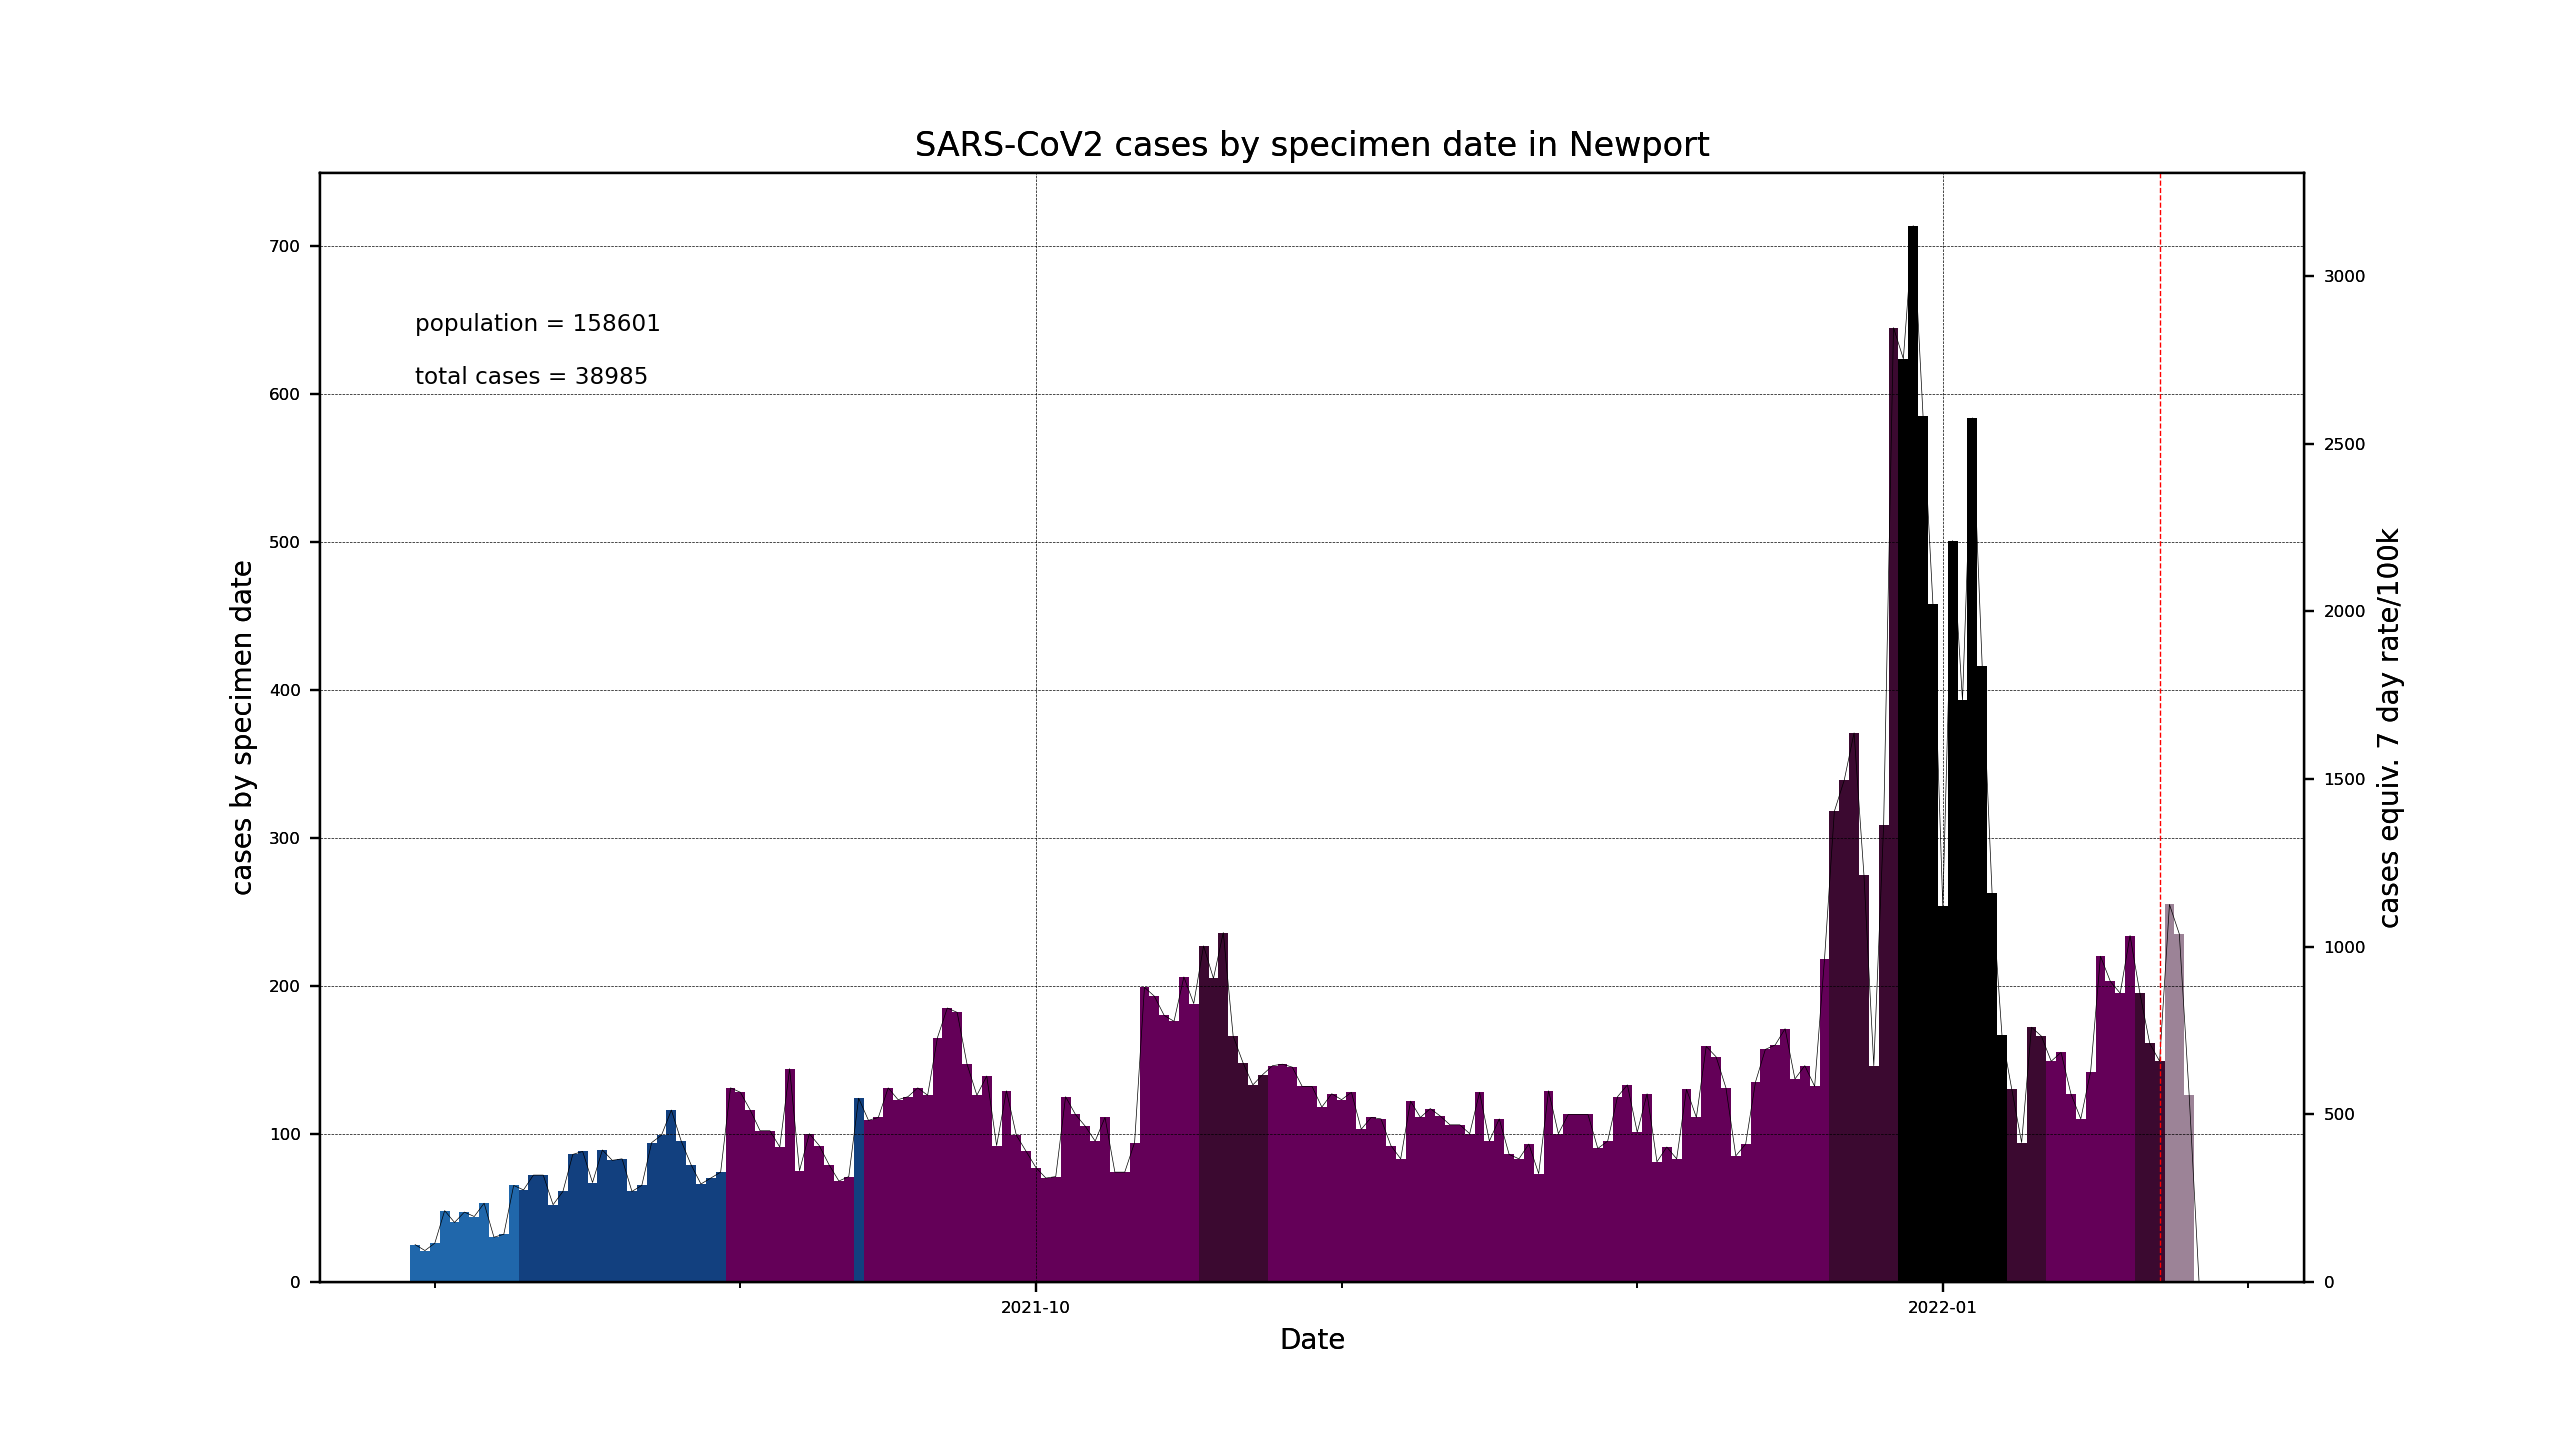 SARS-CoV2 cases by specimen date in Newport
population = 158601
total cases = 38985
cases by specimen date
700
600
500
400
300
200
100
0
3000
2500
2000
1500
1000
500
0
cases equiv. 7 day rate/100k
2021-10
2022-01
Date